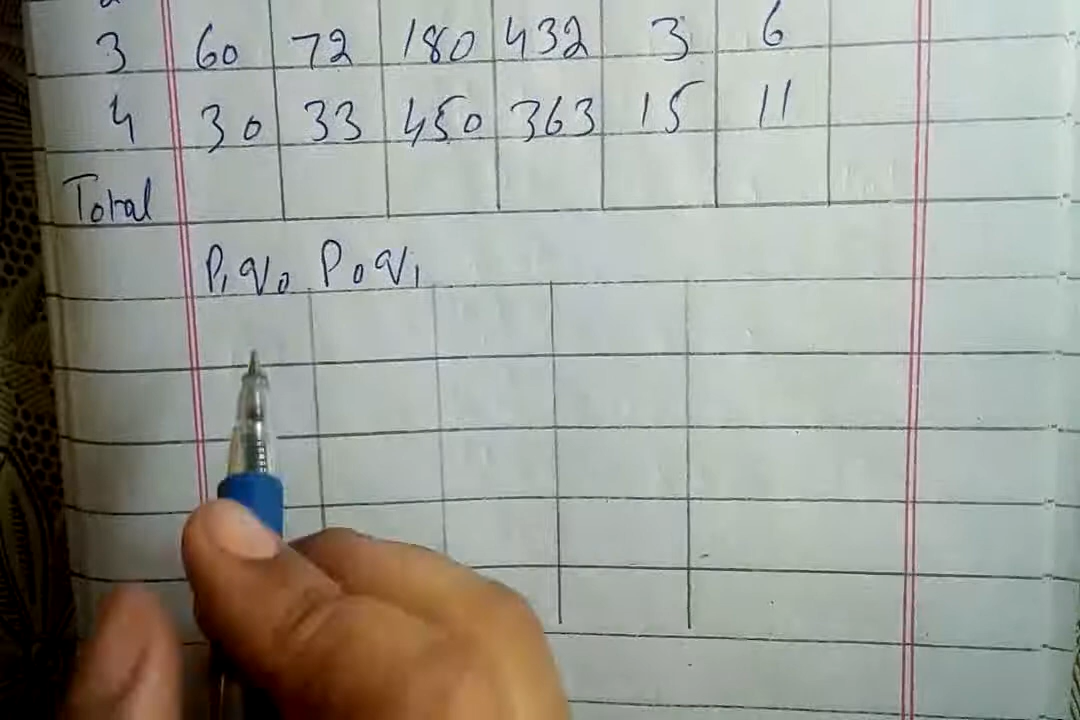 3 60 72 180 432 3 6
4 30 33 450 363 15 11
Total
P₁q₀ P₀q₁